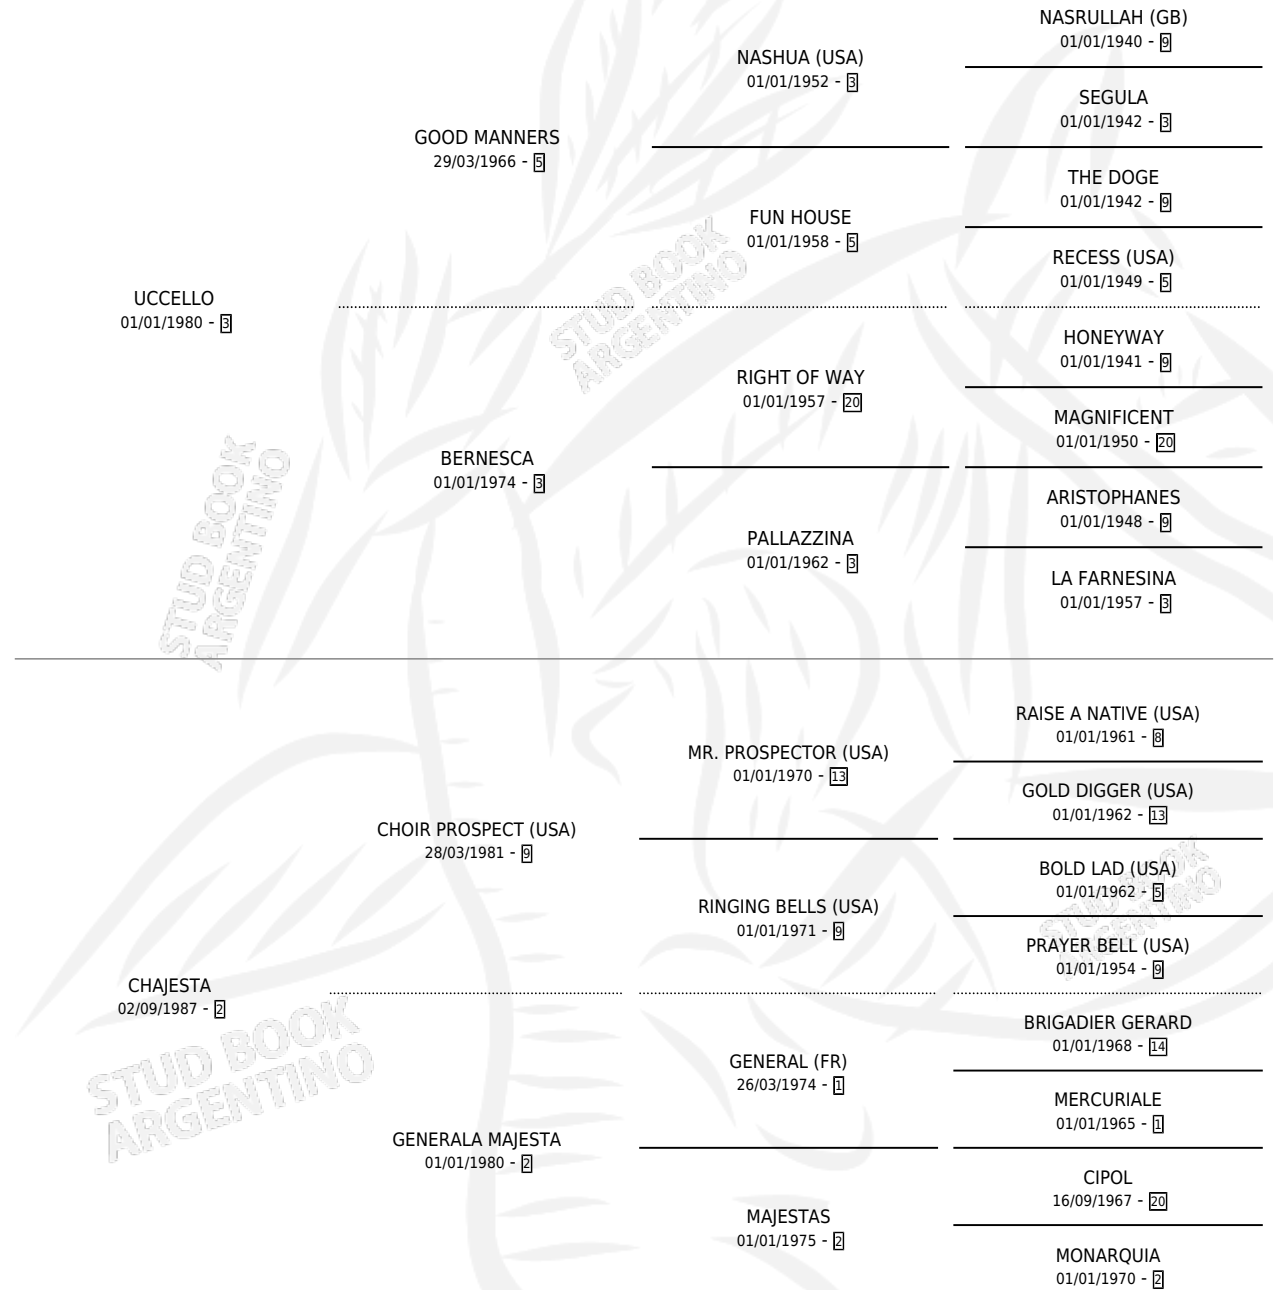 NASRULLAH (GB)
01/01/1940 - 9
NASHUA (USA)
01/01/1952 - 3
SEGULA
01/01/1942 - 3
GOOD MANNERS
29/03/1966 - 5
THE DOGE
01/01/1942 - 9
FUN HOUSE
01/01/1958 - 5
RECESS (USA)
01/01/1949 - 5
UCCELLO
01/01/1980 - 3
HONEYWAY
01/01/1941 - 9
RIGHT OF WAY
01/01/1957 - 20
MAGNIFICENT
01/01/1950 - 20
BERNESCA
01/01/1974 - 3
ARISTOPHANES
01/01/1948 - 9
PALLAZZINA
01/01/1962 - 3
LA FARNESINA
01/01/1957 - 3
STUD BOOK
ARGENTINO
STUD BOOK
ARGENTINO
RAISE A NATIVE (USA)
01/01/1961 - 8
MR. PROSPECTOR (USA)
01/01/1970 - 13
GOLD DIGGER (USA)
01/01/1962 - 13
CHOIR PROSPECT (USA)
28/03/1981 - 9
BOLD LAD (USA)
01/01/1962 - 5
RINGING BELLS (USA)
01/01/1971 - 9
PRAYER BELL (USA)
01/01/1954 - 9
STUD BOOK
ARGENTINO
CHAJESTA
02/09/1987 - 2
BRIGADIER GERARD
01/01/1968 - 14
GENERAL (FR)
26/03/1974 - 1
MERCURIALE
01/01/1965 - 1
GENERALA MAJESTA
01/01/1980 - 2
CIPOL
16/09/1967 - 20
MAJESTAS
01/01/1975 - 2
MONARQUIA
01/01/1970 - 2
STUD BOOK
ARGENTINO